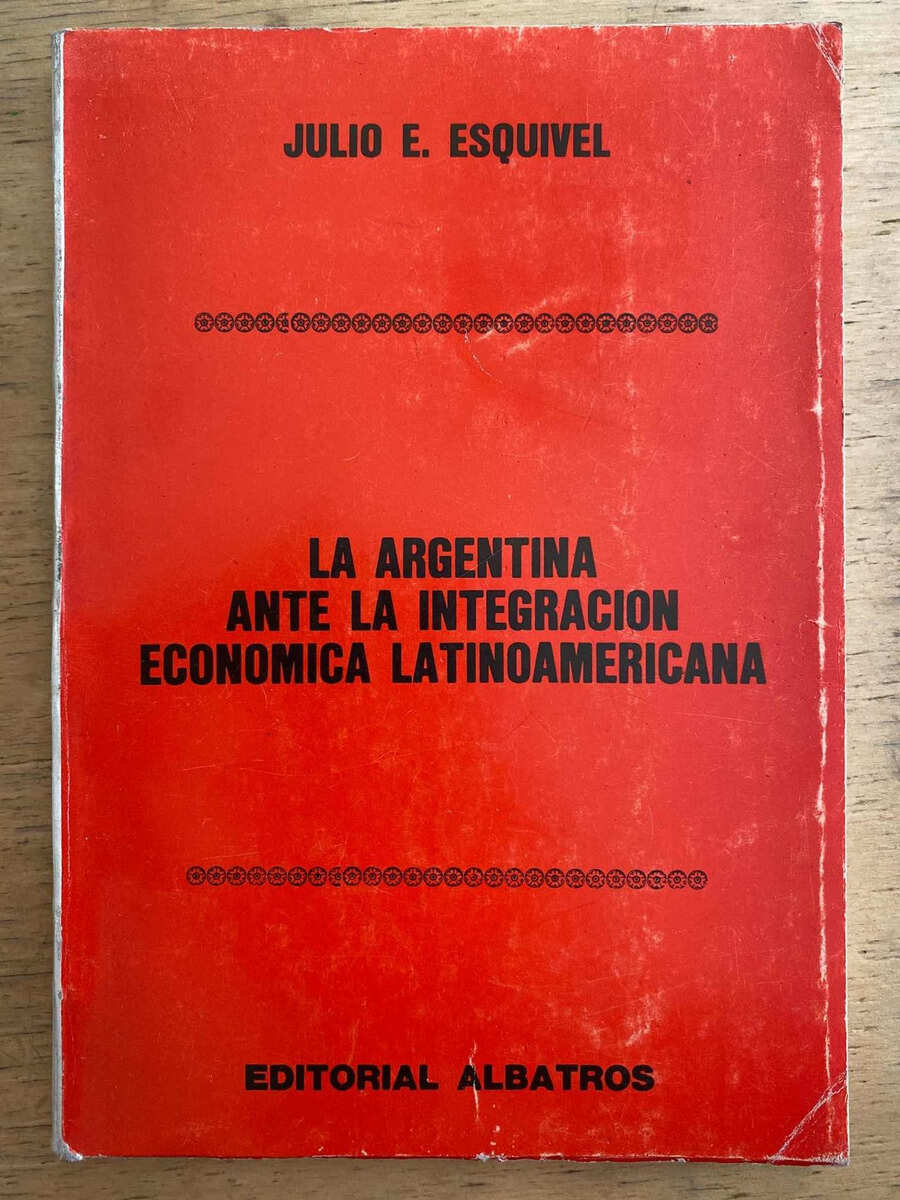 JULIO E. ESQUIVEL
LA ARGENTINA
ANTE LA INTEGRACION
ECONOMICA LATINOAMERICANA
EDITORIAL ALBATROS